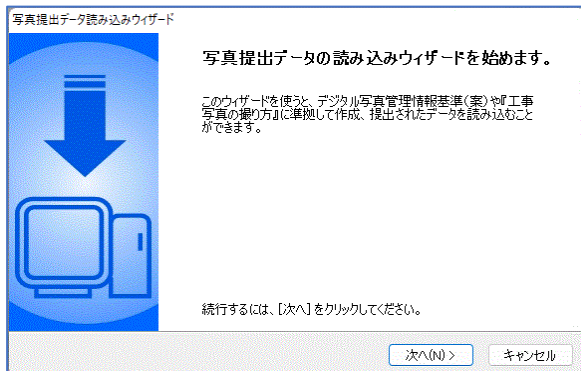 写真提出データ読み込みウィザード
写真提出データの読み込みウィザードを始めます。
このウィザードを使うと、デジタル写真管理情報基準(案)や『工事
写真の撮り方』に準拠して作成、提出されたデータを読み込むこと
ができます。
続行するには、[次へ]をクリックしてください。
次へ(N) >
キャンセル